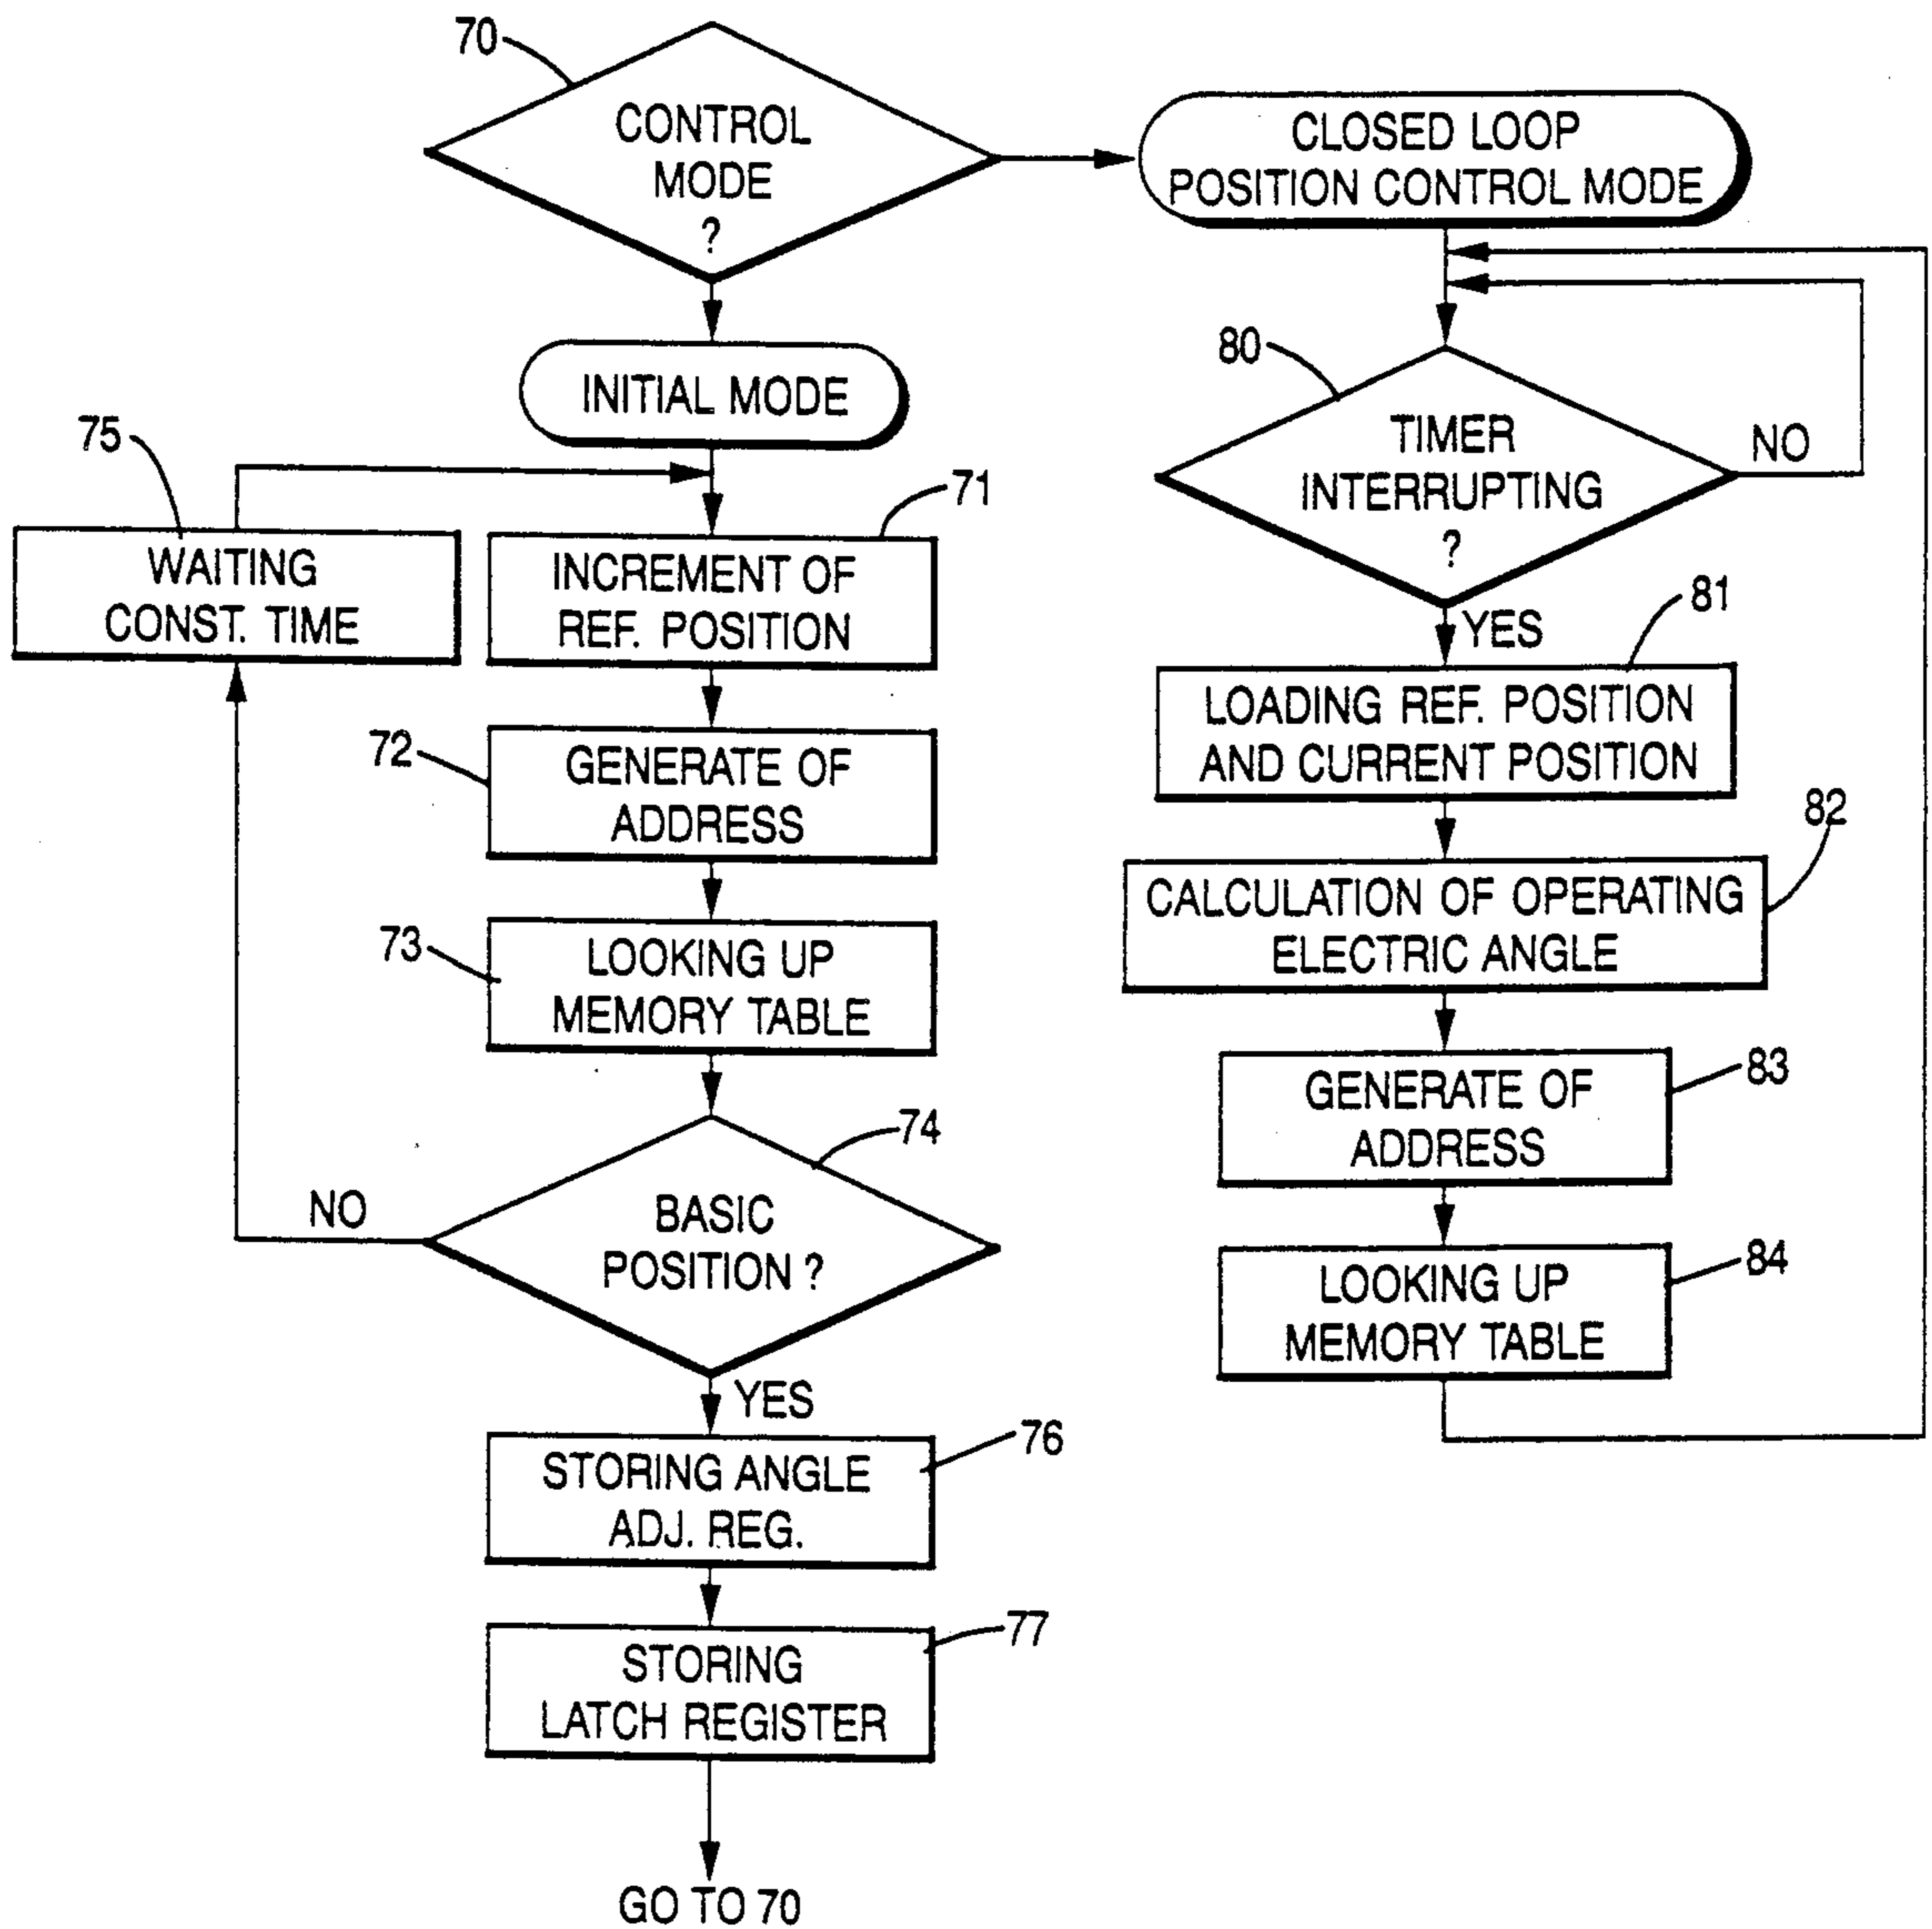 70
CONTROL
MODE
?
CLOSED LOOP
POSITION CONTROL MODE
INITIAL MODE
75
WAITING
CONST. TIME
71
INCREMENT OF
REF. POSITION
72
GENERATE OF
ADDRESS
73
LOOKING UP
MEMORY TABLE
74
BASIC
POSITION ?
NO
YES
76
STORING ANGLE
ADJ. REG.
77
STORING
LATCH REGISTER
GO TO 70
80
TIMER
INTERRUPTING
?
NO
YES
81
LOADING REF. POSITION
AND CURRENT POSITION
82
CALCULATION OF OPERATING
ELECTRIC ANGLE
83
GENERATE OF
ADDRESS
84
LOOKING UP
MEMORY TABLE